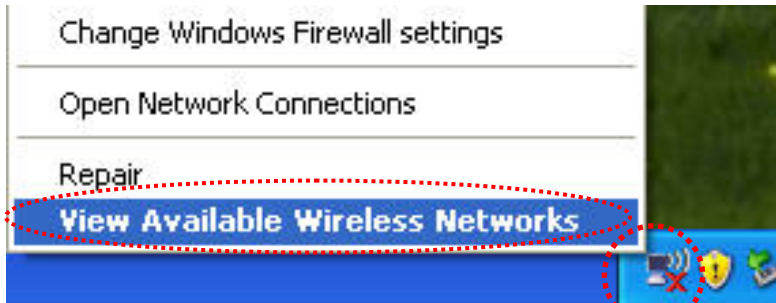 Change Windows Firewall settings
Open Network Connections
Repair
View Available Wireless Networks